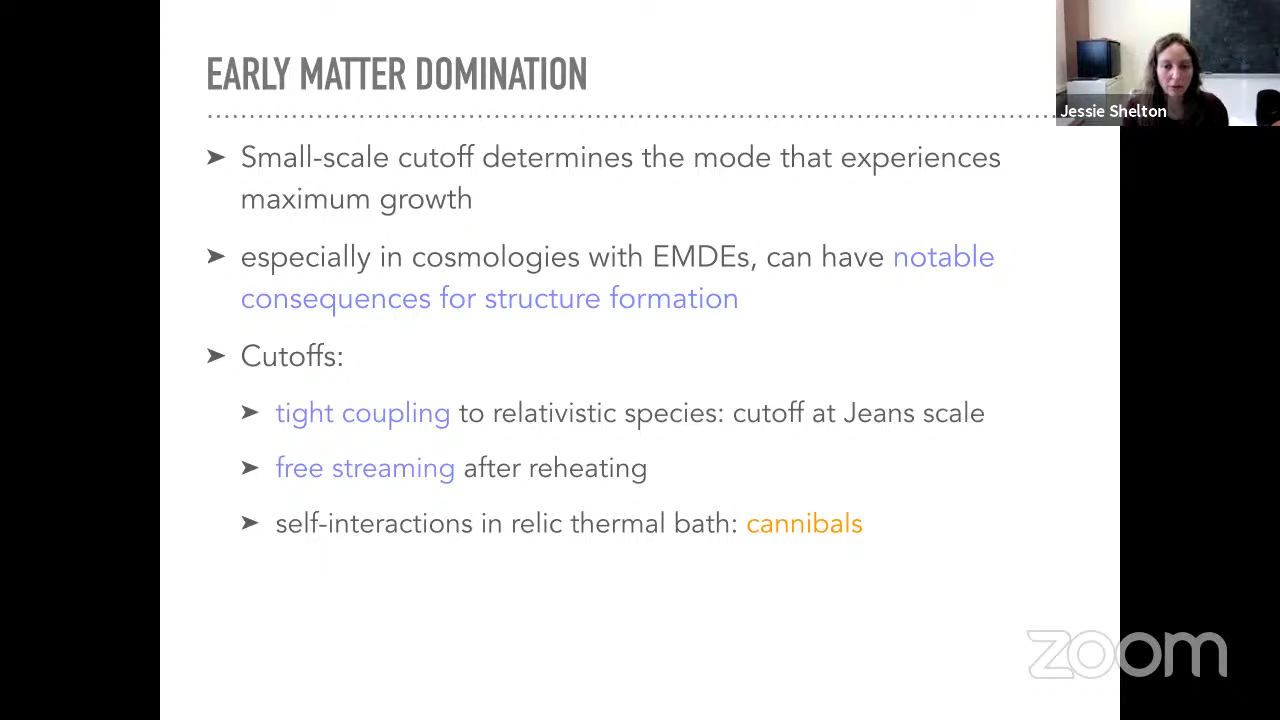 EARLY MATTER DOMINATION
Jessie Shelton
➤ Small-scale cutoff determines the mode that experiences
maximum growth
➤ especially in cosmologies with EMDEs, can have notable
consequences for structure formation
➤ Cutoffs:
➤ tight coupling to relativistic species: cutoff at Jeans scale
➤ free streaming after reheating
➤ self-interactions in relic thermal bath: cannibals
zoom